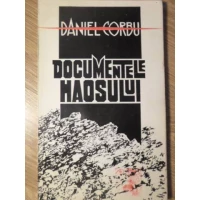 DANIEL CORBU
DOCUMENTELE
HAOSULUI